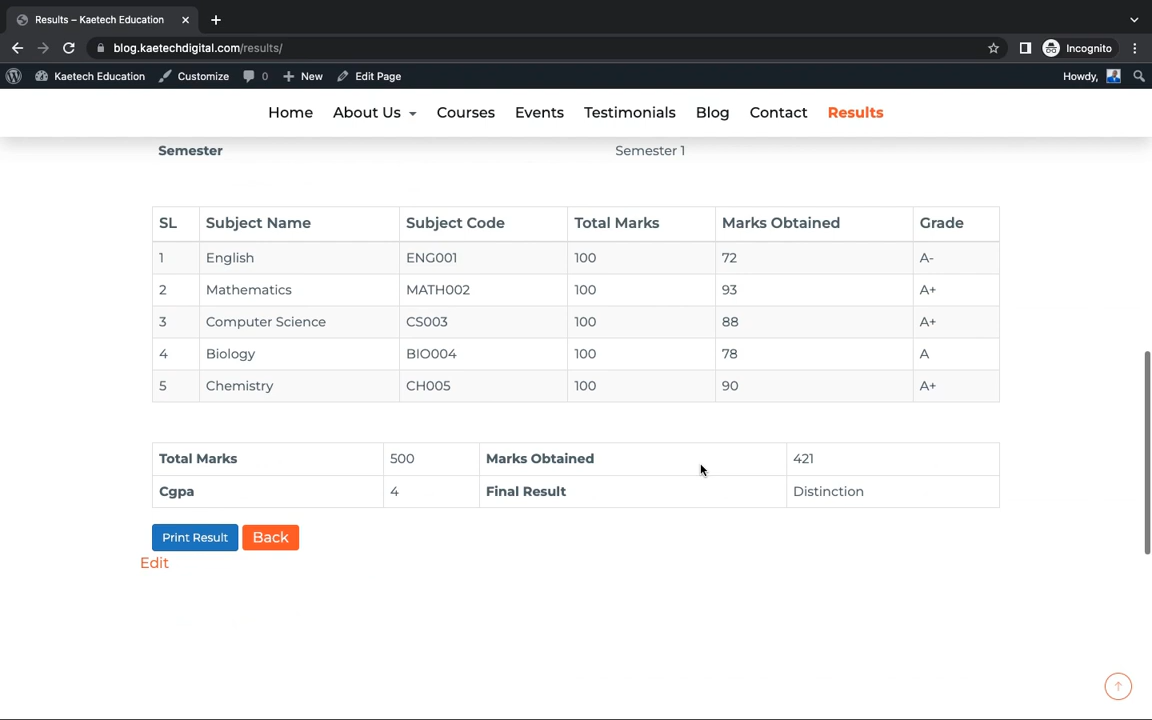 Results – Kaetech Education
blog.kaetechdigital.com/results/
Incognito
Kaetech Education Customize 0 New Edit Page Howdy,
Home About Us Courses Events Testimonials Blog Contact Results
Semester Semester 1
SL Subject Name Subject Code Total Marks Marks Obtained Grade
1 English ENG001 100 72 A-
2 Mathematics MATH002 100 93 A+
3 Computer Science CS003 100 88 A+
4 Biology BIO004 100 78 A
5 Chemistry CH005 100 90 A+
Total Marks 500 Marks Obtained 421
Cgpa 4 Final Result Distinction
Print Result Back
Edit